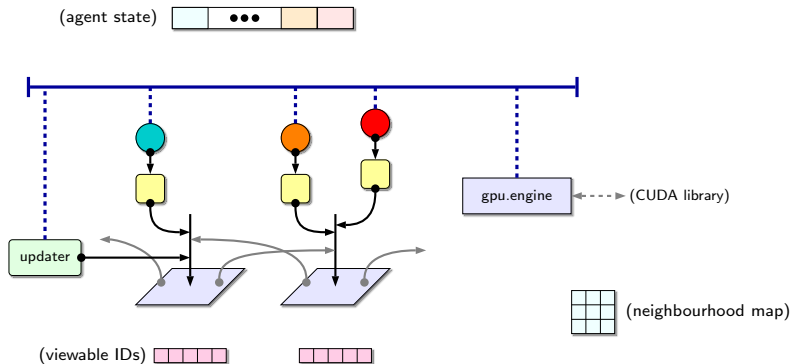 (agent state)
gpu.engine
(CUDA library)
updater
(neighbourhood map)
(viewable IDs)